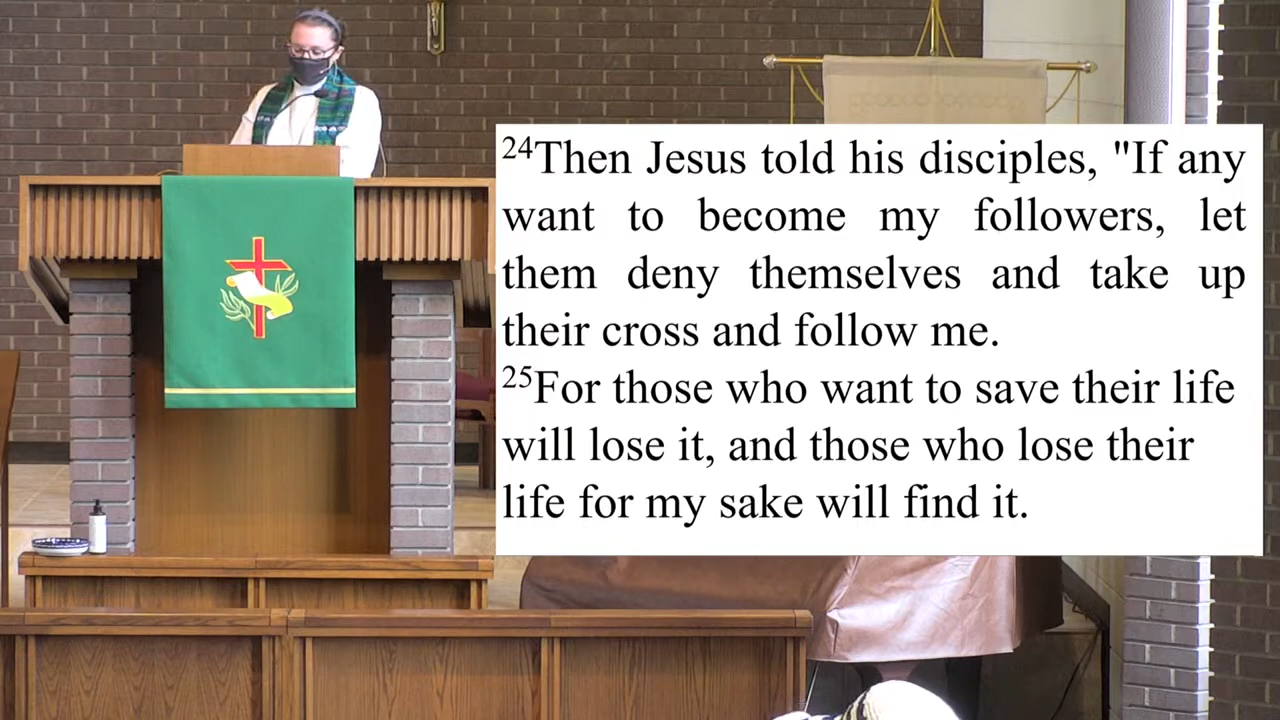 24Then Jesus told his disciples, "If any
want to become my followers, let
them deny themselves and take up
their cross and follow me.
25For those who want to save their life
will lose it, and those who lose their
life for my sake will find it.